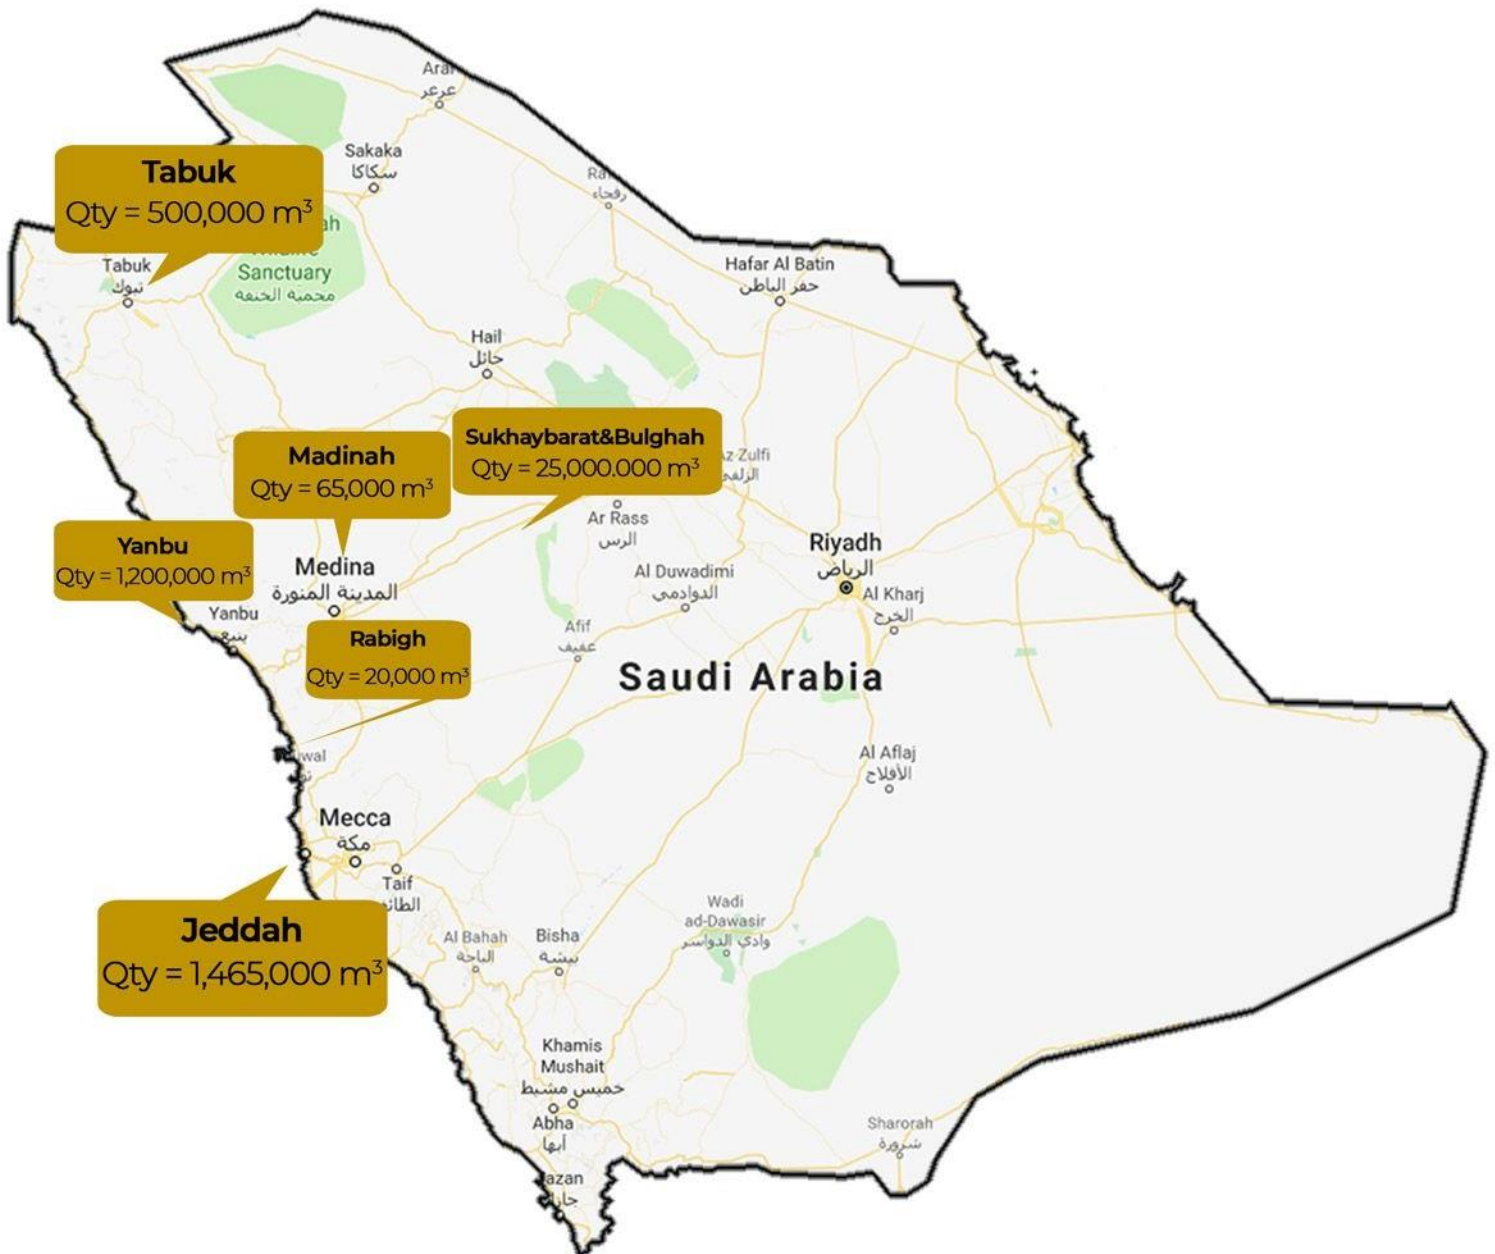 عرعر
Sakaka
سكاكا
Tabuk
Qty = 500,000 m³
رفحاء
Sanctuary
محمية الخنفة
Tabuk
تبوك
Hafar Al Batin
حفر الباطن
Hail
حائل
Sukhaybarat&Bulghah
Qty = 25,000.000 m³
Madinah
Qty = 65,000 m³
Az Zulfi
الزلفي
Ar Rass
الرس
Yanbu
Qty = 1,200,000 m³
Medina
المدينة المنورة
Riyadh
الرياض
Al Duwadimi
الدوادمي
Al Kharj
الخرج
Yanbu
ينبع
Afif
عفيف
Rabigh
Qty = 20,000 m³
Saudi Arabia
Al Aflaj
الأفلاج
Mecca
مكة
Taif
Jeddah
Qty = 1,465,000 m³
Wadi
ad-Dawasir
وادي الدواسر
Al Bahah
الباحة
Bisha
بيشة
Khamis
Mushait
خميس مشيط
Abha
أبها
Sharorah
شرورة